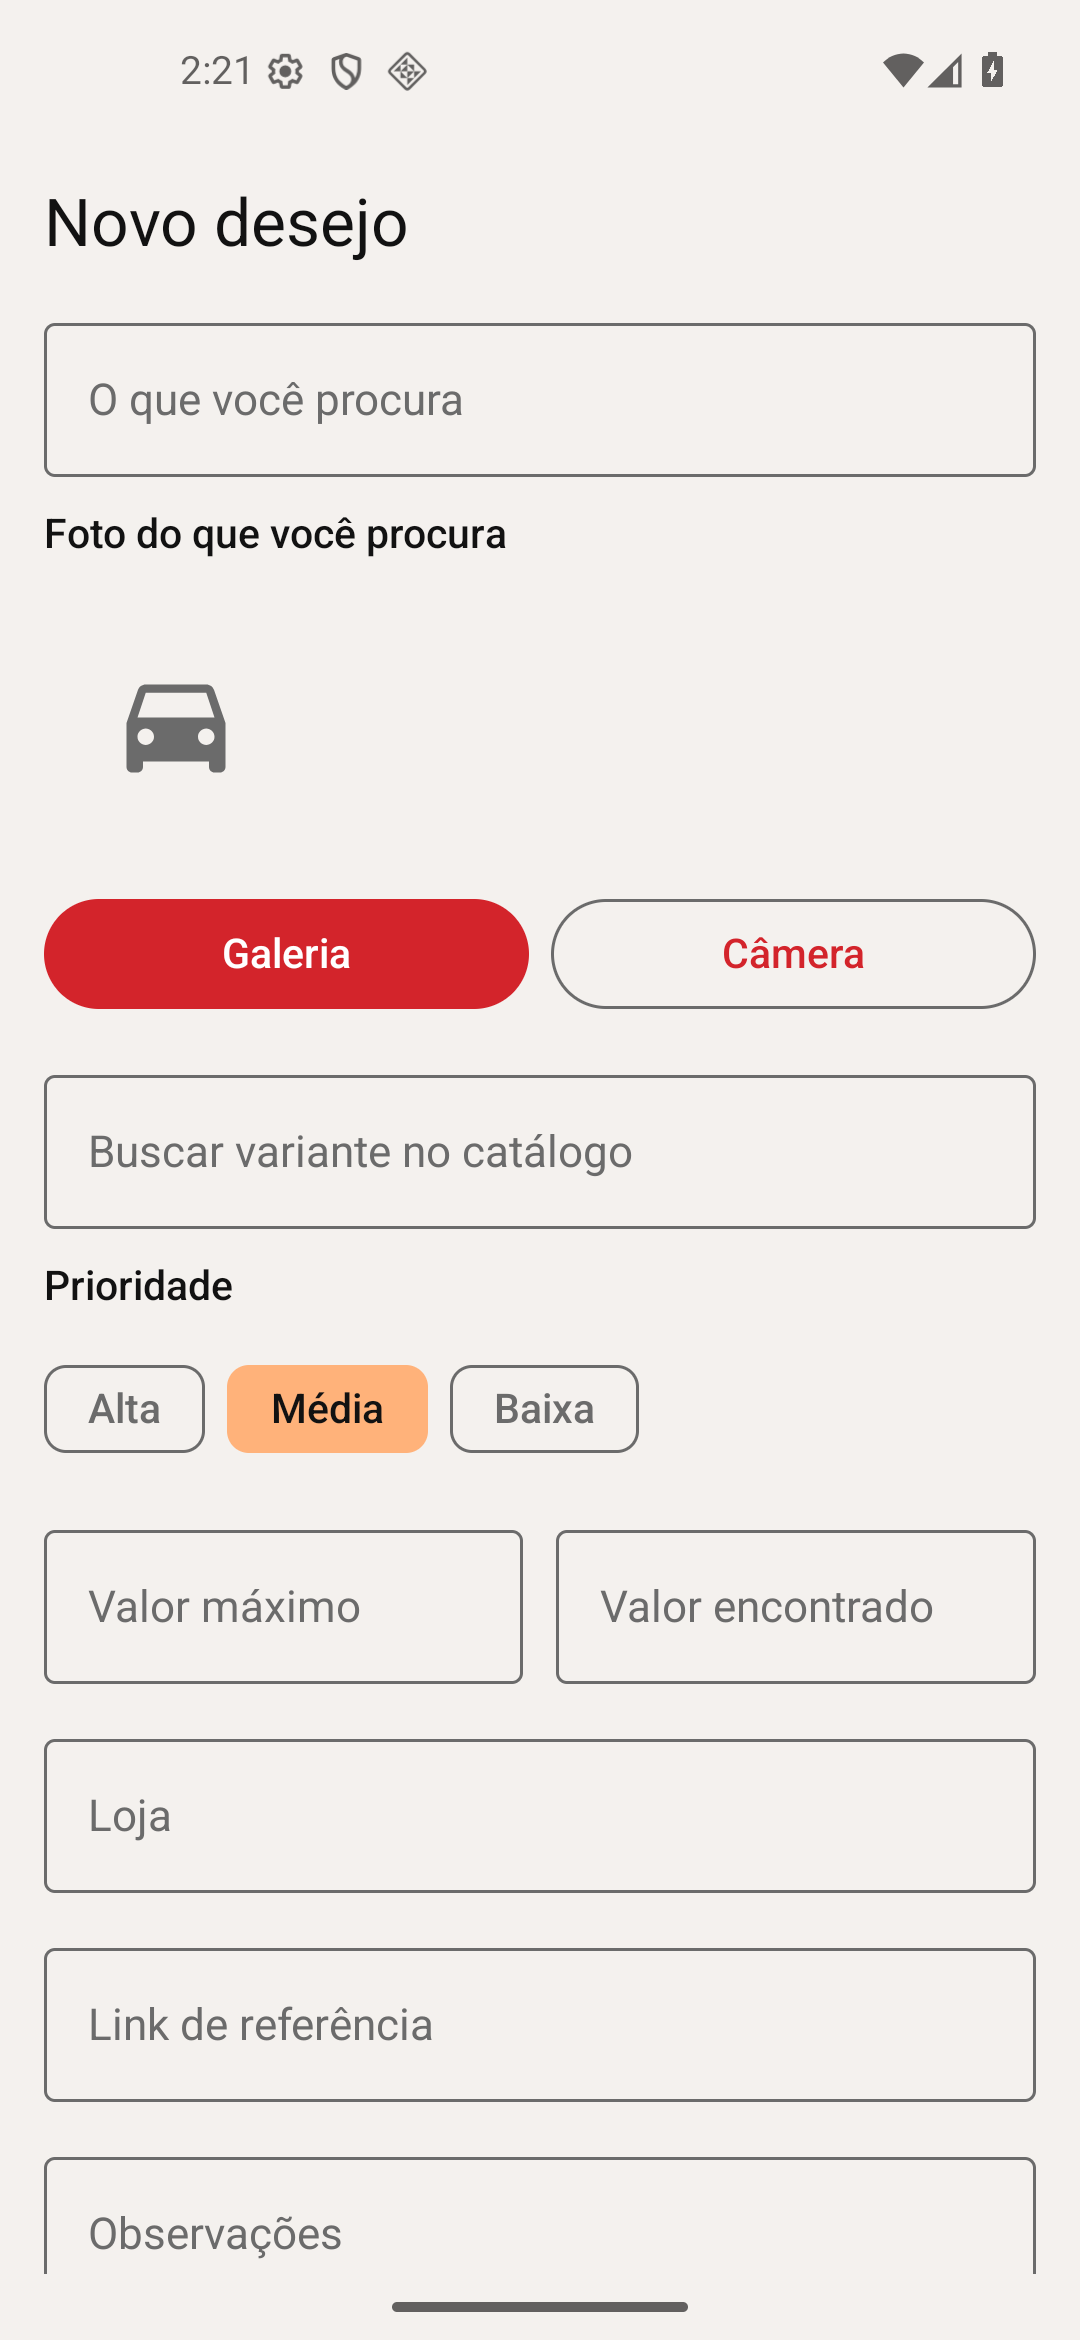 2:21
Novo desejo
O que você procura
Foto do que você procura
Galeria
Câmera
Buscar variante no catálogo
Prioridade
Alta
Média
Baixa
Valor máximo
Valor encontrado
Loja
Link de referência
Observações